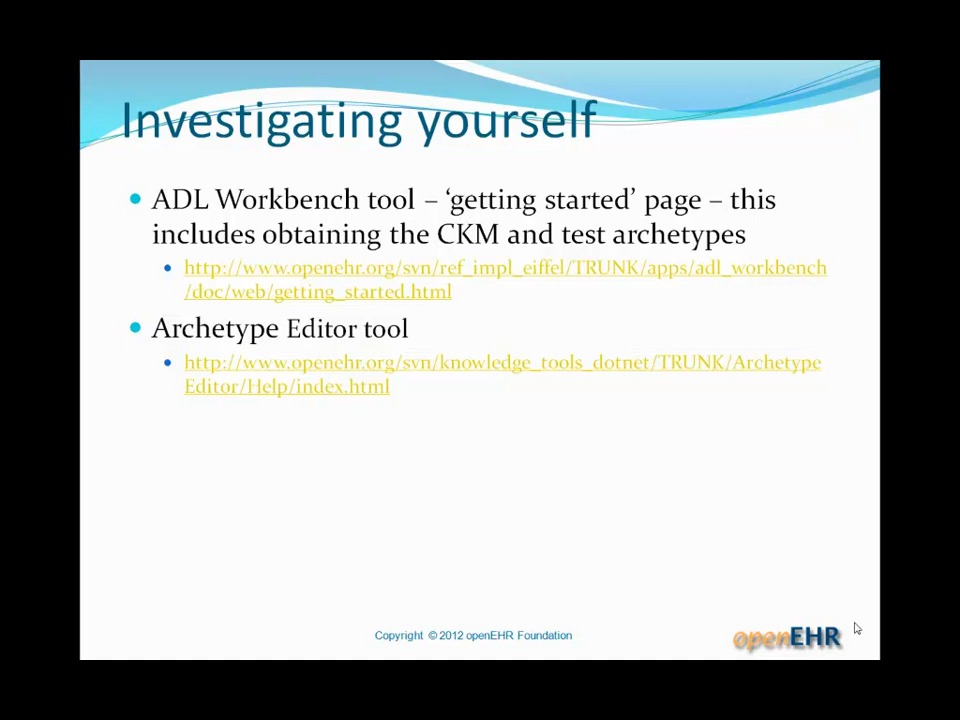 Investigating yourself
• ADL Workbench tool – ‘getting started’ page – this
includes obtaining the CKM and test archetypes
• http://www.openehr.org/svn/ref_impl_eiffel/TRUNK/apps/adl_workbench
/doc/web/getting_started.html
• Archetype Editor tool
• http://www.openehr.org/svn/knowledge_tools_dotnet/TRUNK/Archetype
Editor/Help/index.html
Copyright © 2012 openEHR Foundation
openEHR